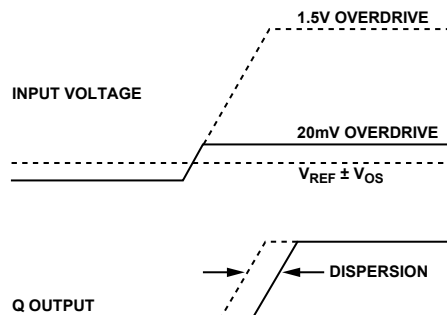 1.5V OVERDRIVE
INPUT VOLTAGE
20mV OVERDRIVE
VREF ± VOS
DISPERSION
Q OUTPUT